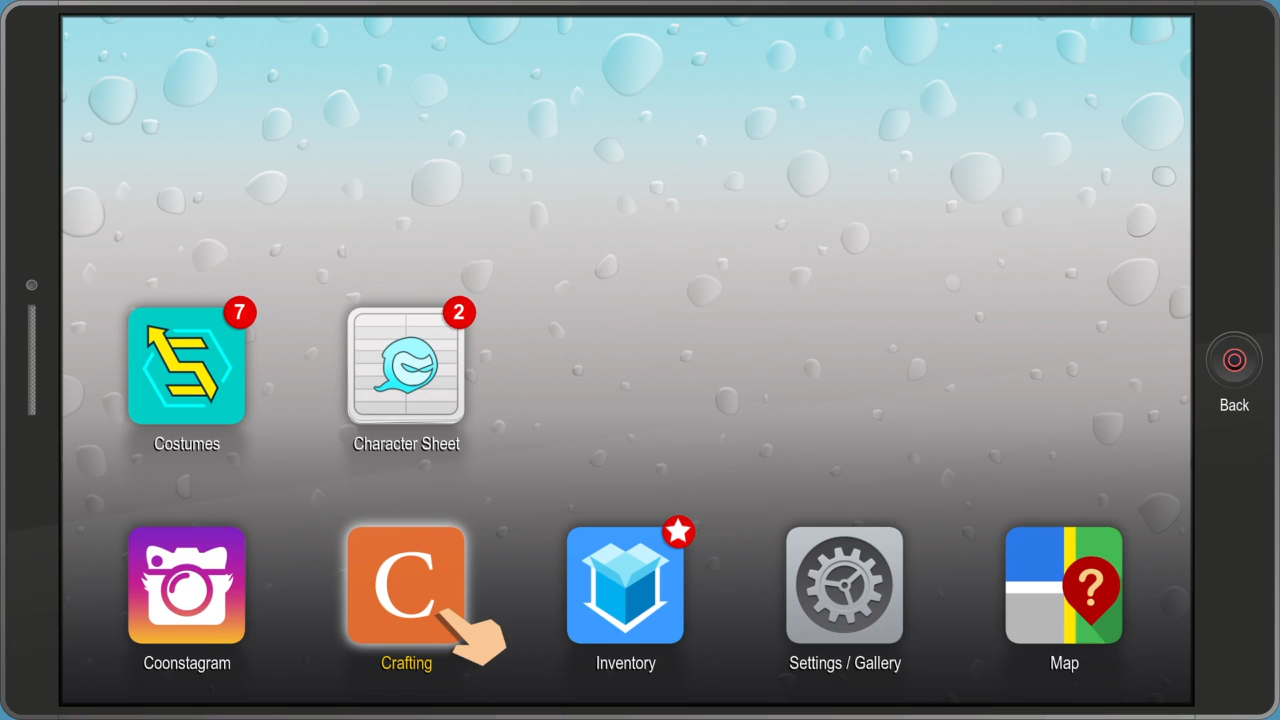 7
2
Costumes
Character Sheet
Back
C
?
Coonstagram
Crafting
Inventory
Settings / Gallery
Map